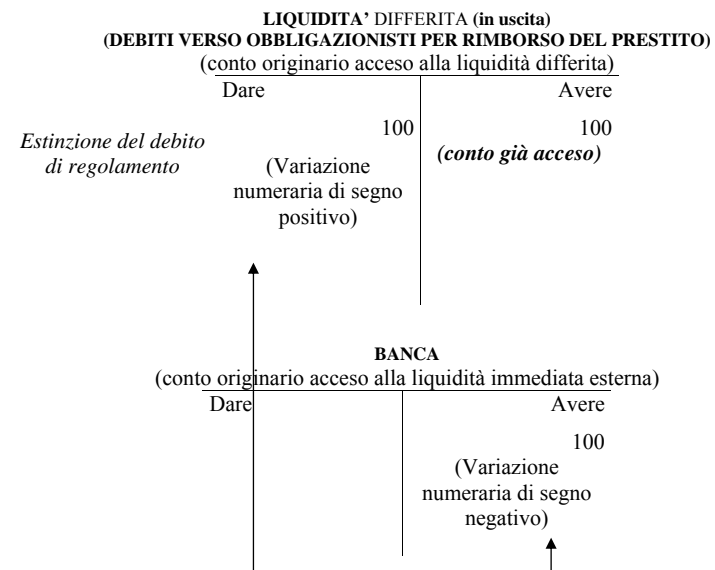 LIQUIDITA’ DIFFERITA (in uscita)
(DEBITI VERSO OBBLIGAZIONISTI PER RIMBORSO DEL PRESTITO)
(conto originario acceso alla liquidità differita)
Dare Avere
Estinzione del debito
di regolamento
100
(Variazione
numeraria di segno
positivo)
100
(conto già acceso)
BANCA
(conto originario acceso alla liquidità immediata esterna)
Dare Avere
100
(Variazione
numeraria di segno
negativo)